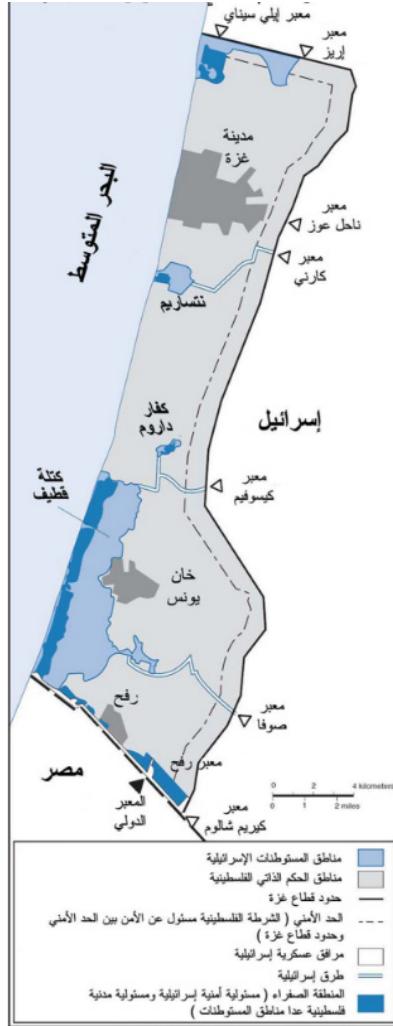 معبر إيلي سيناي
معبر
إريز
مدينة
غزة
البحر المتوسط
معبر
ناحل عوز
معبر
كارني
نتساريم
كفار
داروم
إسرائيل
كتلة
قطيف
معبر
كيسوفيم
خان
يونس
معبر
صوفا
رفح
معبر رفح
مصر
المعبر
الدولي
معبر
كيريم شالوم
0 2 4 kilometers
0 1 2 miles
مناطق المستوطنات الإسرائيلية
مناطق الحكم الذاتي الفلسطينية
حدود قطاع غزة
الحد الأمني ( الشرطة الفلسطينية مسئول عن الأمن بين الحد الأمني
وحدود قطاع غزة )
مرافق عسكرية إسرائيلية
طرق إسرائيلية
المنطقة الصفراء ( مسئولية أمنية إسرائيلية ومسئولية مدنية
فلسطينية عدا مناطق المستوطنات )